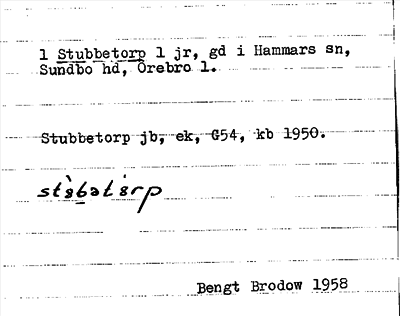 1 Stubbetorp 1 jr, gd i Hammars sn,
Sundbo hd, Örebro l.
Stubbetorp jb, ek, G54, kb 1950.
Bengt Brodow 1958